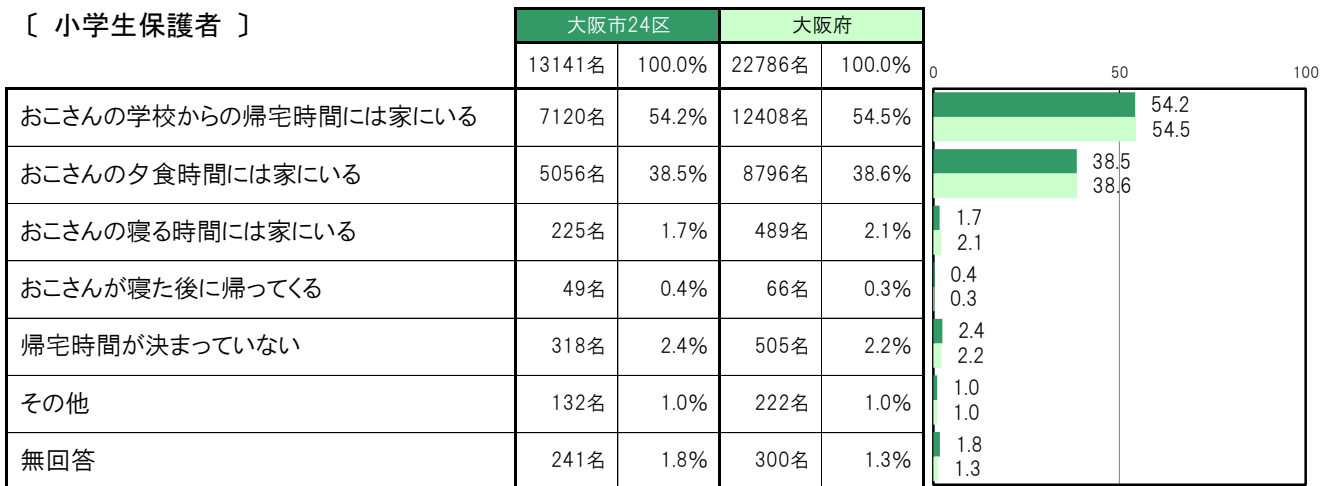 〔 小学生保護者 〕
大阪市24区 大阪府
13141名 100.0% 22786名 100.0%
0 50 100
おこさんの学校からの帰宅時間には家にいる 7120名 54.2% 12408名 54.5%
54.2
54.5
おこさんの夕食時間には家にいる 5056名 38.5% 8796名 38.6%
38.5
38.6
おこさんの寝る時間には家にいる 225名 1.7% 489名 2.1%
1.7
2.1
おこさんが寝た後に帰ってくる 49名 0.4% 66名 0.3%
0.4
0.3
帰宅時間が決まっていない 318名 2.4% 505名 2.2%
2.4
2.2
その他 132名 1.0% 222名 1.0%
1.0
1.0
無回答 241名 1.8% 300名 1.3%
1.8
1.3